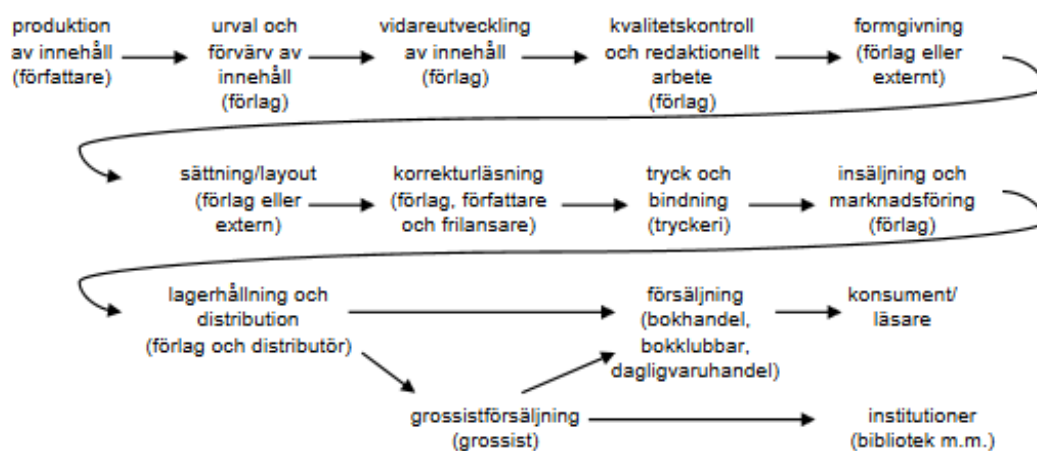 produktion
av innehåll
(författare)
urval och
förvärv av
innehåll
(förlag)
vidareutveckling
av innehåll
(förlag)
kvalitetskontroll
och redaktionellt
arbete
(förlag)
formgivning
(förlag eller
externt)
sättning/layout
(förlag eller
extern)
korrekturläsning
(förlag, författare
och frilansare)
tryck och
bindning
(tryckeri)
insäljning och
marknadsföring
(förlag)
lagerhållning och
distribution
(förlag och distributör)
försäljning
(bokhandel,
bokklubbar,
dagligvaruhandel)
konsument/
läsare
grossistförsäljning
(grossist)
institutioner
(bibliotek m.m.)